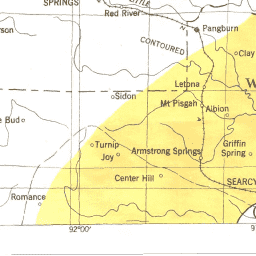 SPRINGS
Red River
Pangburn
CONTOURED
Clay
Letona
Sidon
Mt Pisgah
Albion
Bud
Turnip
Joy
Armstrong Springs
Griffin
Spring
Center Hill
SEARCY
Romance
92°00'